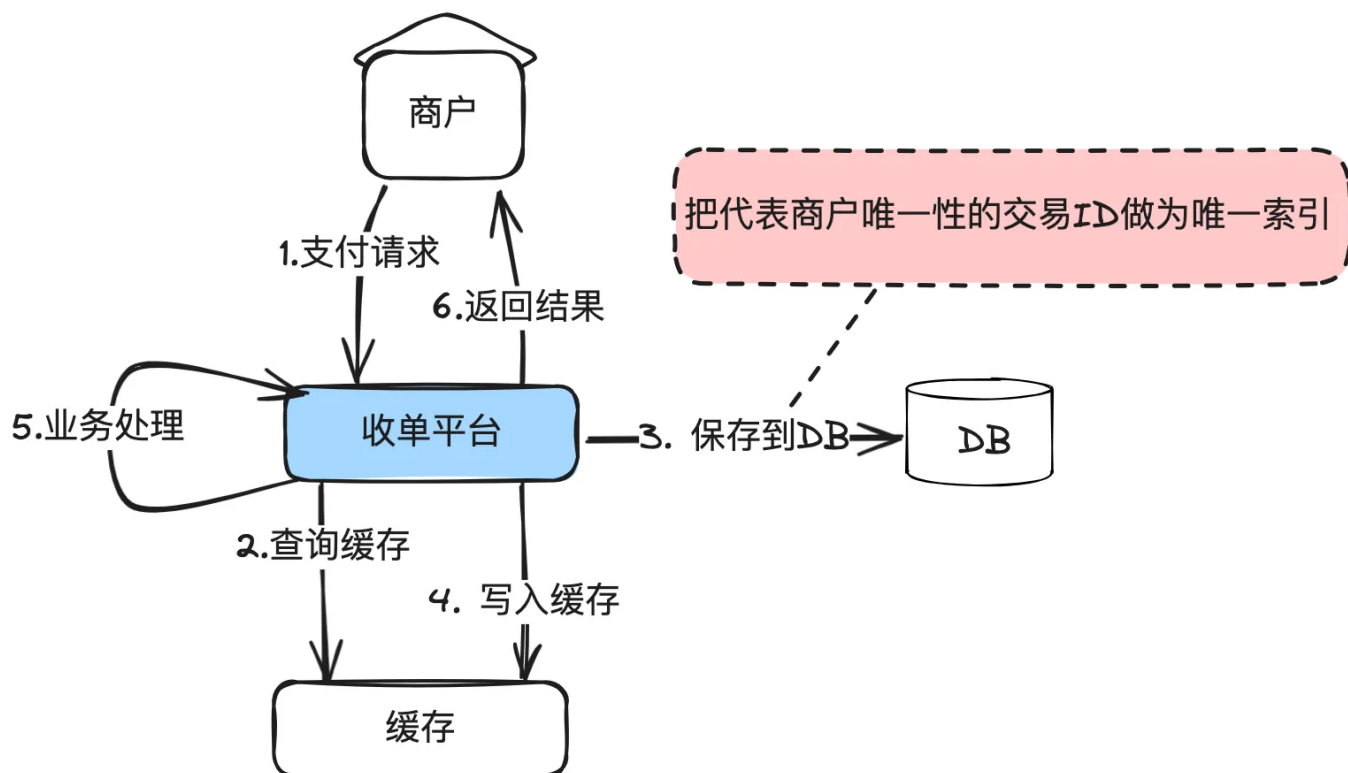 商户
把代表商户唯一性的交易ID做为唯一索引
1.支付请求
6.返回结果
5.业务处理
收单平台
3. 保存到DB
DB
2.查询缓存
4. 写入缓存
缓存